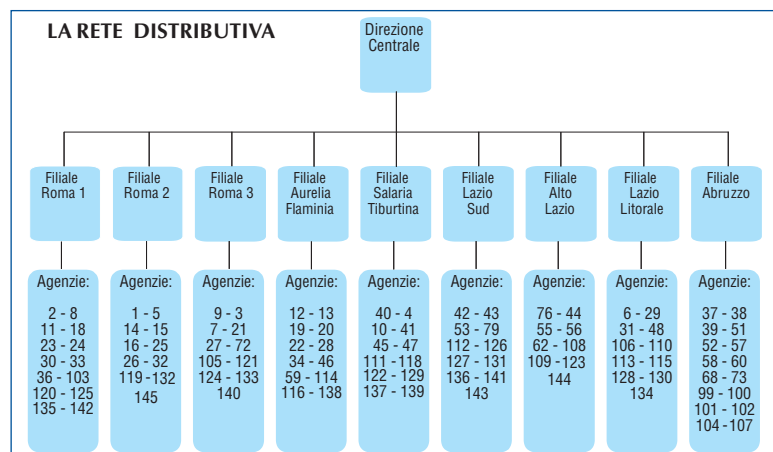 LA RETE DISTRIBUTIVA
Direzione
Centrale
Filiale
Roma 1
Filiale
Roma 2
Filiale
Roma 3
Filiale
Aurelia
Flaminia
Filiale
Salaria
Tiburtina
Filiale
Lazio
Sud
Filiale
Alto
Lazio
Filiale
Lazio
Litorale
Filiale
Abruzzo
Agenzie:
2 - 8
11 - 18
23 - 24
30 - 33
36 - 103
120 - 125
135 - 142
Agenzie:
1 - 5
14 - 15
16 - 25
26 - 32
119 -132
145
Agenzie:
9 - 3
7 - 21
27 - 72
105 - 121
124 - 133
140
Agenzie:
12 - 13
19 - 20
22 - 28
34 - 46
59 - 114
116 - 138
Agenzie:
40 - 4
10 - 41
45 - 47
111 -118
122 - 129
137 - 139
Agenzie:
42 - 43
53 - 79
112 - 126
127 - 131
136 - 141
143
Agenzie:
76 - 44
55 - 56
62 - 108
109 -123
144
Agenzie:
6 - 29
31 - 48
106 - 110
113 - 115
128 - 130
134
Agenzie:
37 - 38
39 - 51
52 - 57
58 - 60
68 - 73
99 - 100
101 - 102
104 -107